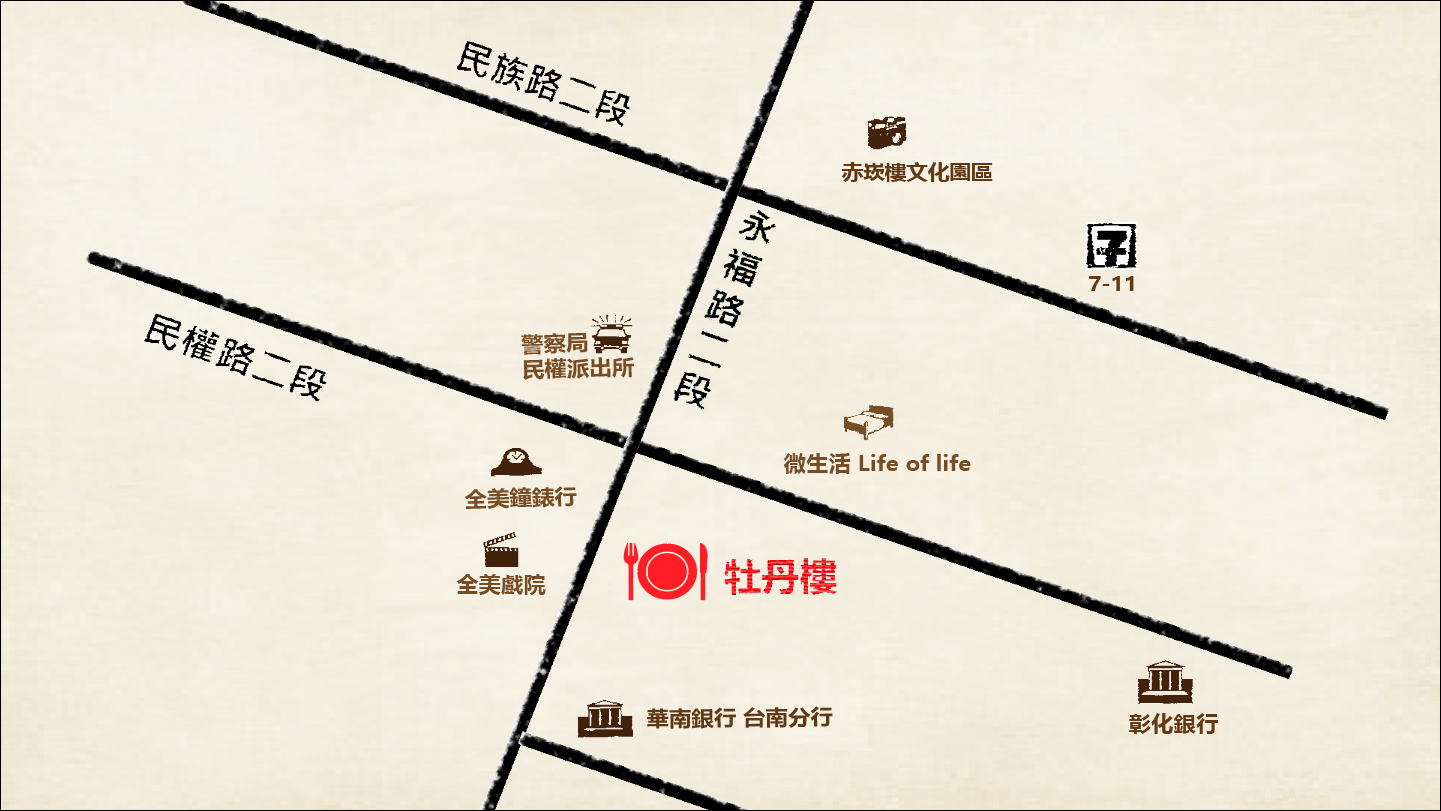 民族路二段
赤崁樓文化園區
永福路二段
7
7-11
民權路二段
警察局
民權派出所
微生活 Life of life
全美鐘錶行
全美戲院
牡丹樓
華南銀行 台南分行
彰化銀行